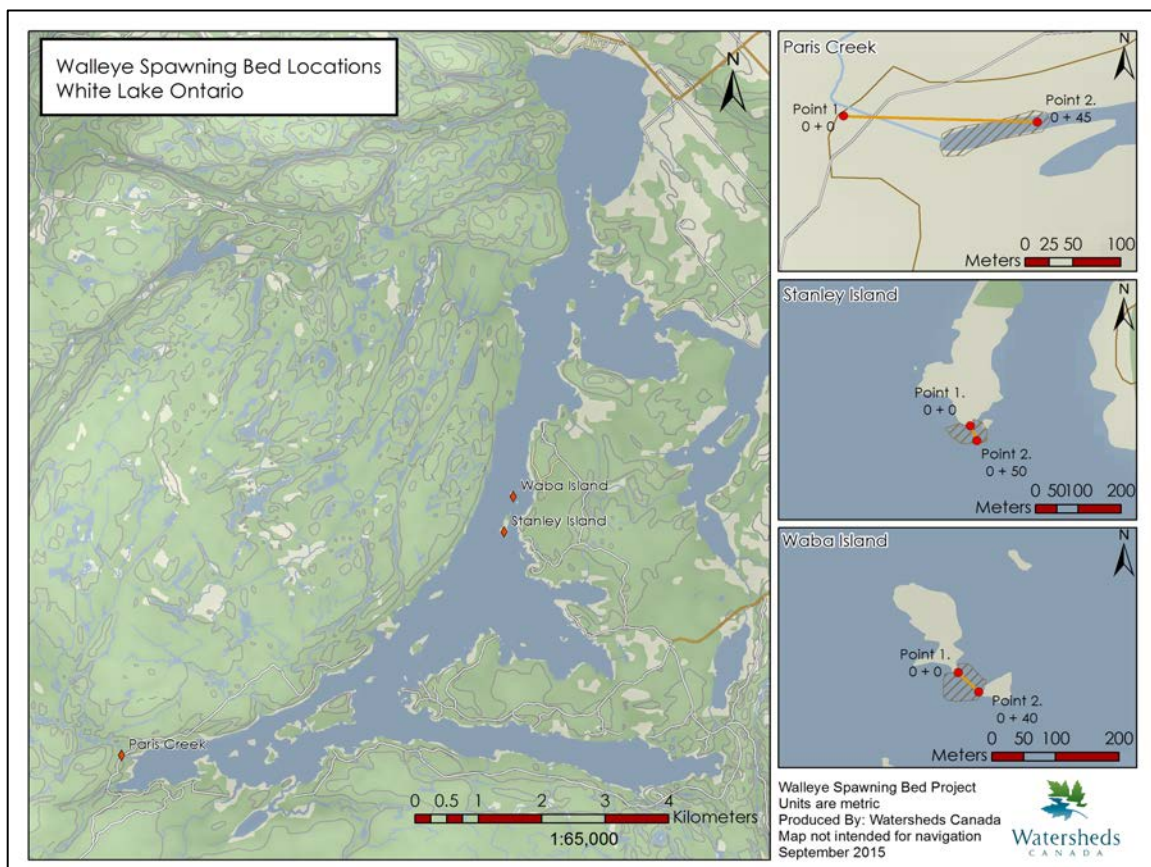 Walleye Spawning Bed Locations
White Lake Ontario
N
Waba Island
Stanley Island
Paris Creek
0 0.5 1 2 3 4
Kilometers
1:65,000
Paris Creek
N
Point 1.
0 + 0
Point 2.
0 + 45
0 25 50 100
Meters
Stanley Island
N
Point 1.
0 + 0
Point 2.
0 + 50
0 50 100 200
Meters
Waba Island
N
Point 1.
0 + 0
Point 2.
0 + 40
0 50 100 200
Meters
Walleye Spawning Bed Project
Units are metric
Produced By: Watersheds Canada
Map not intended for navigation
September 2015
Watersheds
CANADA